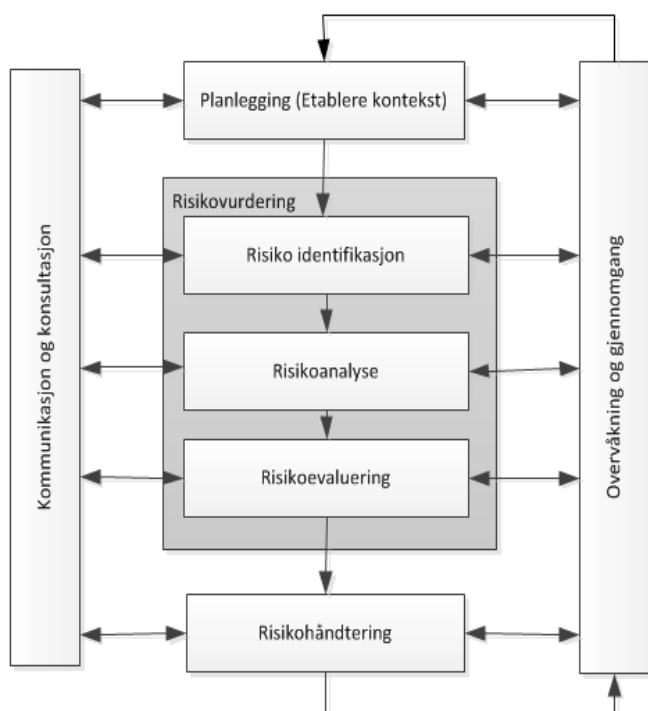 Planlegging (Etablere kontekst)
Risikovurdering
Risiko identifikasjon
Risikoanalyse
Risikoevaluering
Risikohåndtering
Kommunikasjon og konsultasjon
Overvåkning og gjennomgang